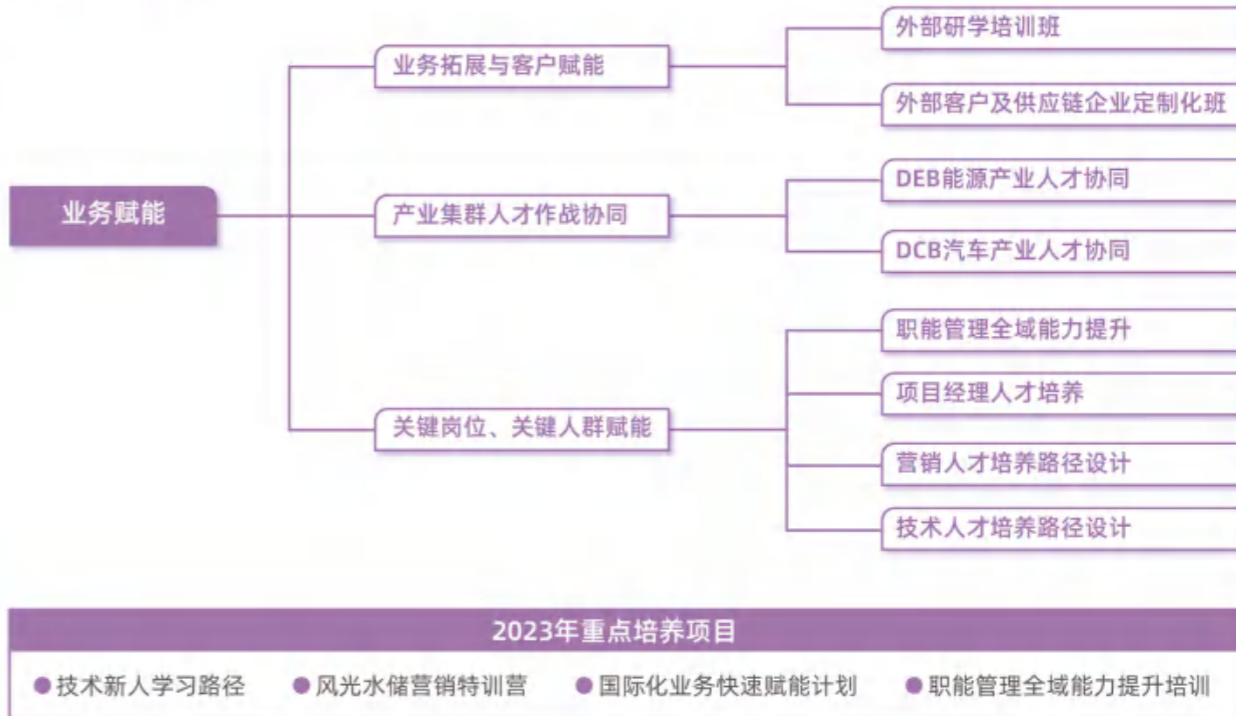 业务赋能
业务拓展与客户赋能
外部研学培训班
外部客户及供应链企业定制化班
产业集群人才作战协同
DEB能源产业人才协同
DCB汽车产业人才协同
关键岗位、关键人群赋能
职能管理全域能力提升
项目经理人才培养
营销人才培养路径设计
技术人才培养路径设计
2023年重点培养项目
●技术新人学习路径 ●风光水储营销特训营 ●国际化业务快速赋能计划 ●职能管理全域能力提升培训